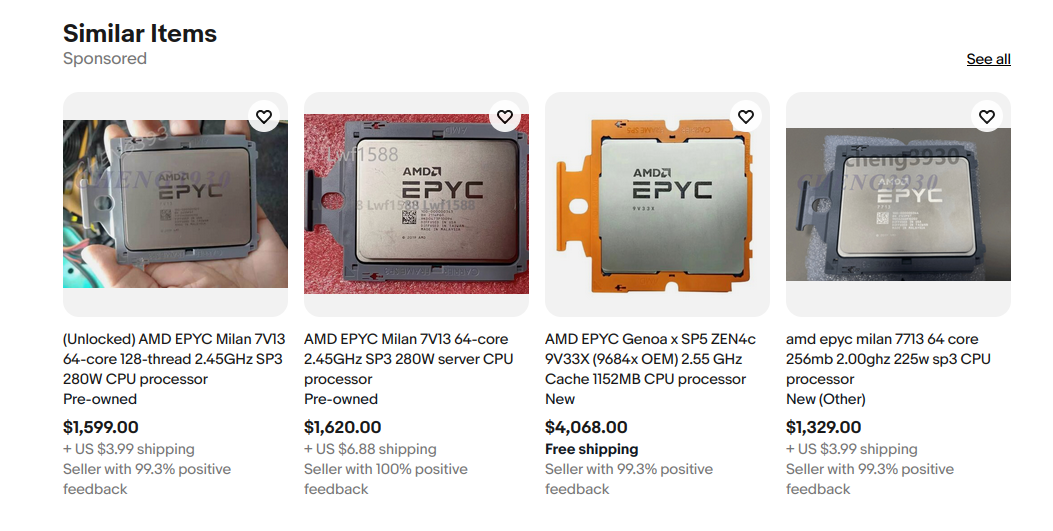 Similar Items
Sponsored
See all
cheng3930
CHENG3930
Lwf1588
AMD
EPYC
Lwf1588 Lwf1588
AMD
EPYC
9V33X
cheng3930
CHENG3930
AMD
EPYC
AMD
EPYC
(Unlocked) AMD EPYC Milan 7V13
64-core 128-thread 2.45GHz SP3
280W CPU processor
Pre-owned
$1,599.00
+ US $3.99 shipping
Seller with 99.3% positive
feedback
AMD EPYC Milan 7V13 64-core
2.45GHz SP3 280W server CPU
processor
Pre-owned
$1,620.00
+ US $6.88 shipping
Seller with 100% positive
feedback
AMD EPYC Genoa x SP5 ZEN4c
9V33X (9684x OEM) 2.55 GHz
Cache 1152MB CPU processor
New
$4,068.00
Free shipping
Seller with 99.3% positive
feedback
amd epyc milan 7713 64 core
256mb 2.00ghz 225w sp3 CPU
processor
New (Other)
$1,329.00
+ US $3.99 shipping
Seller with 99.3% positive
feedback